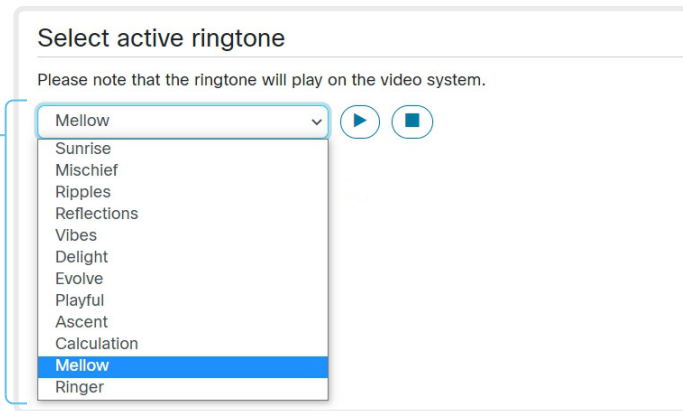 Select active ringtone
Please note that the ringtone will play on the video system.
Mellow
Sunrise
Mischief
Ripples
Reflections
Vibes
Delight
Evolve
Playful
Ascent
Calculation
Mellow
Ringer